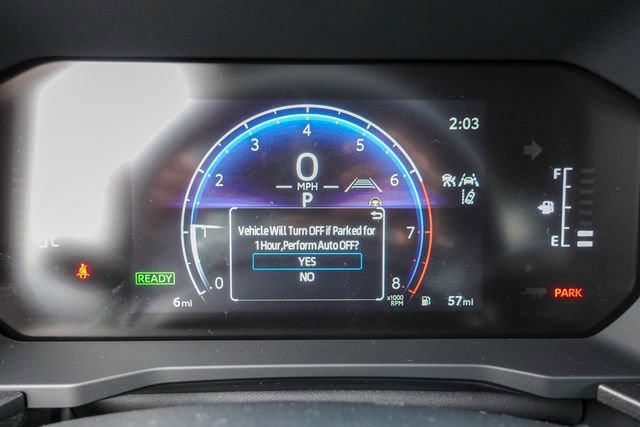 2:03
4
3
5
2
6
1
7
0
8
0
MPH
P
Vehicle Will Turn OFF if Parked for
1 Hour,Perform Auto OFF?
YES
NO
x1000
RPM
READY
6mi
57mi
F
E
PARK
BRAKE